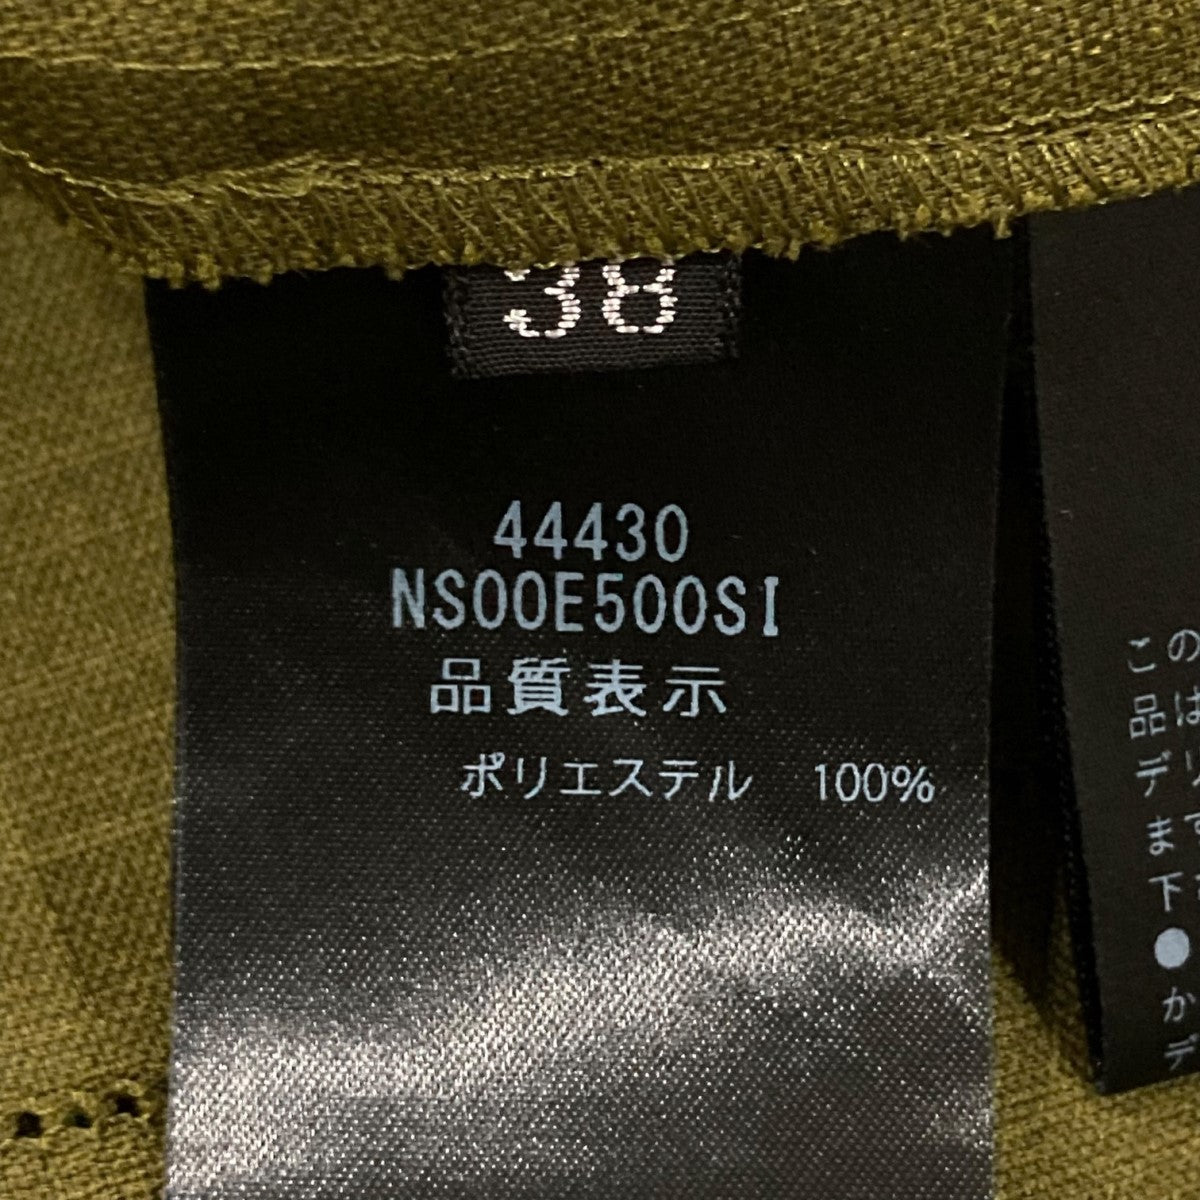 38
44430
NS00E500SI
品質表示
ポリエステル 100%
この
品は
デリ
ます
下さ
●
か
デ